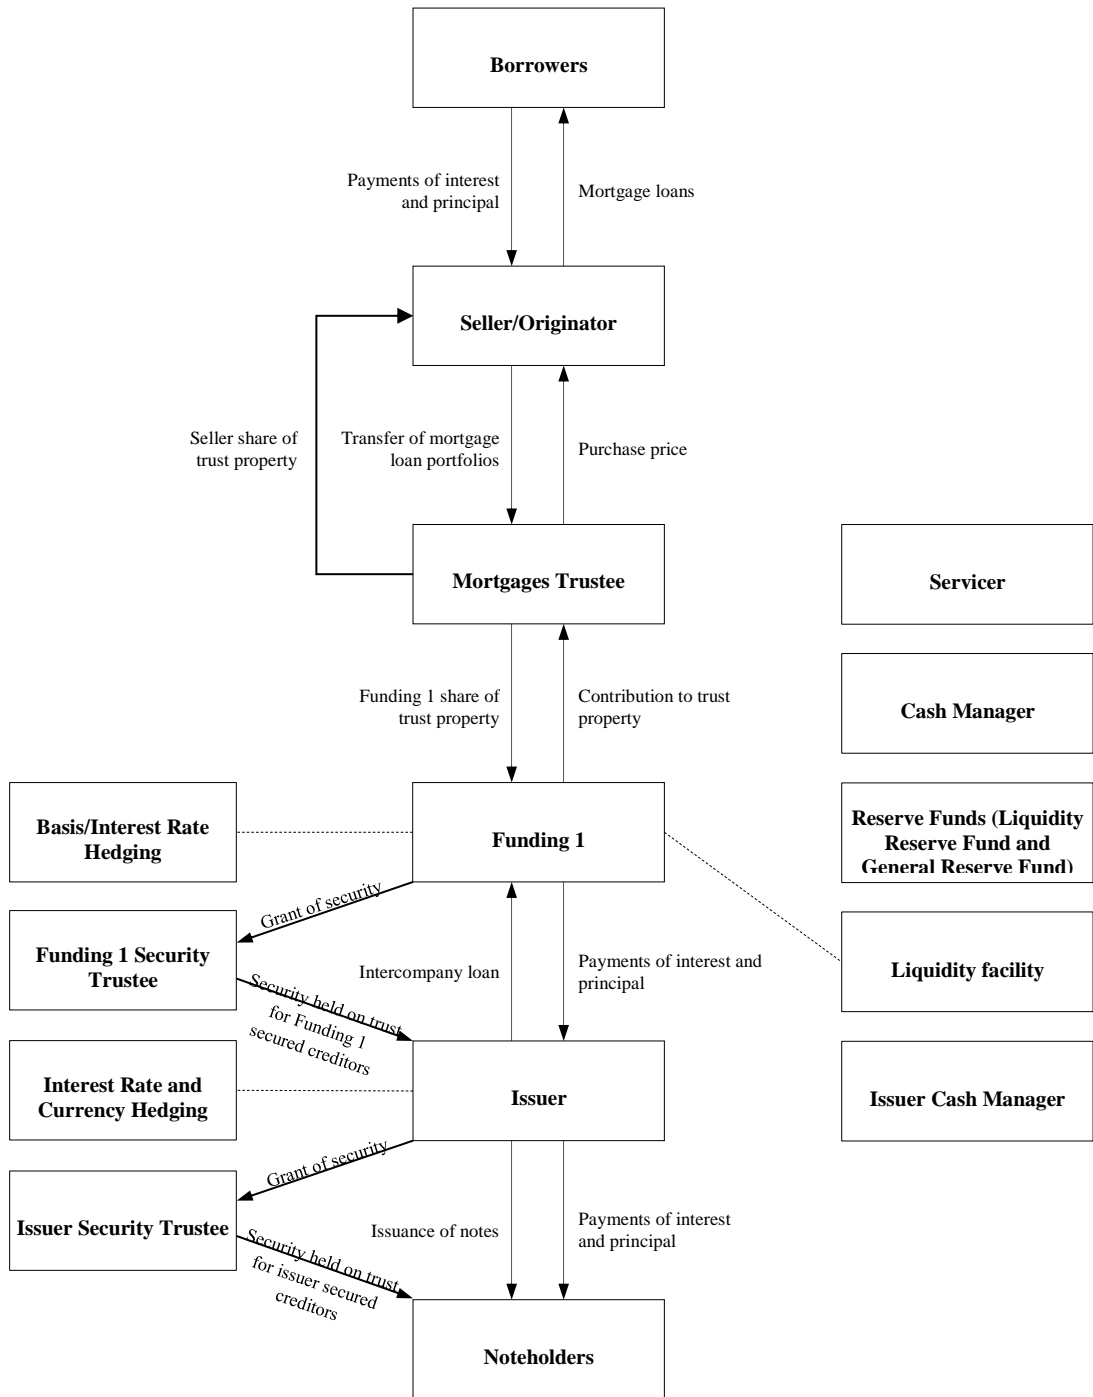 Borrowers
Payments of interest
and principal
Mortgage loans
Seller/Originator
Seller share of
trust property
Transfer of mortgage
loan portfolios
Purchase price
Mortgages Trustee
Servicer
Funding 1 share of
trust property
Contribution to trust
property
Cash Manager
Basis/Interest Rate
Hedging
Funding 1
Reserve Funds (Liquidity
Reserve Fund and
General Reserve Fund)
Grant of security
Funding 1 Security
Trustee
Security held on trust
for Funding 1
secured creditors
Intercompany loan
Payments of interest and
principal
Liquidity facility
Interest Rate and
Currency Hedging
Issuer
Issuer Cash Manager
Grant of security
Issuer Security Trustee
Security held on trust
for issuer secured
creditors
Issuance of notes
Payments of interest
and principal
Noteholders